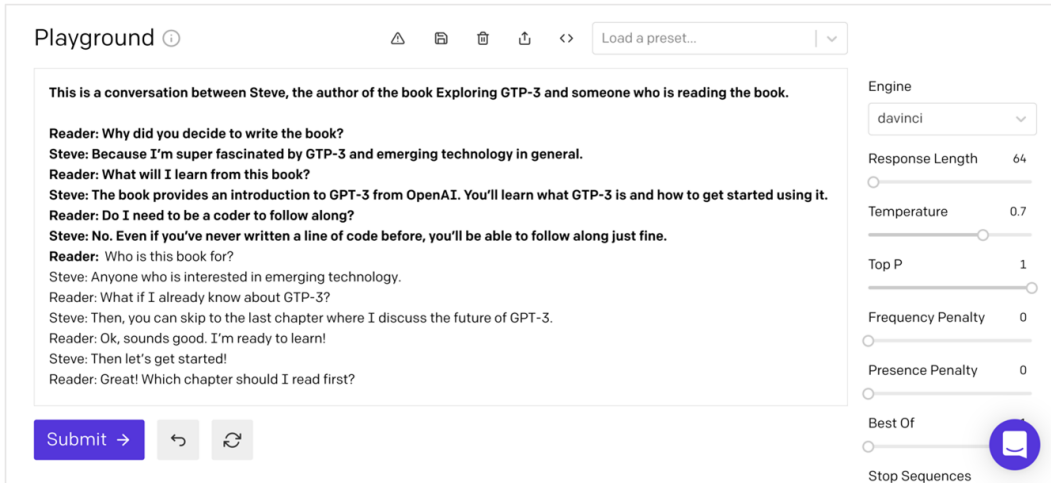 Playground
Load a preset...
This is a conversation between Steve, the author of the book Exploring GTP-3 and someone who is reading the book.
Reader: Why did you decide to write the book?
Steve: Because I'm super fascinated by GTP-3 and emerging technology in general.
Reader: What will I learn from this book?
Steve: The book provides an introduction to GPT-3 from OpenAI. You'll learn what GTP-3 is and how to get started using it.
Reader: Do I need to be a coder to follow along?
Steve: No. Even if you've never written a line of code before, you'll be able to follow along just fine.
Reader: Who is this book for?
Steve: Anyone who is interested in emerging technology.
Reader: What if I already know about GTP-3?
Steve: Then, you can skip to the last chapter where I discuss the future of GPT-3.
Reader: Ok, sounds good. I'm ready to learn!
Steve: Then let's get started!
Reader: Great! Which chapter should I read first?
Submit →
Engine
davinci
Response Length 64
Temperature 0.7
Top P 1
Frequency Penalty 0
Presence Penalty 0
Best Of
Stop Sequences